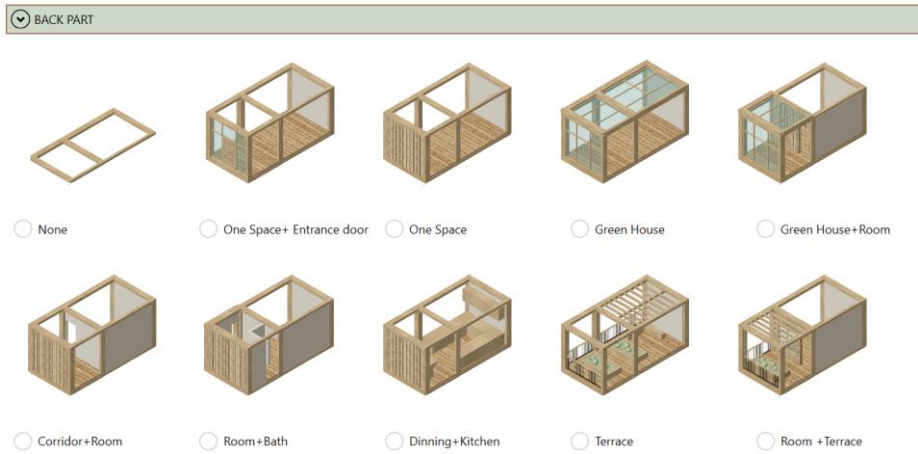 BACK PART
None
One Space+ Entrance door
One Space
Green House
Green House+Room
Corridor+Room
Room+Bath
Dinning+Kitchen
Terrace
Room +Terrace